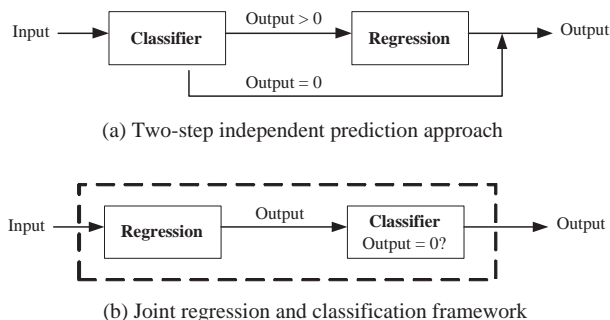 Input
Classifier
Output > 0
Regression
Output
Output = 0
(a) Two-step independent prediction approach
Input
Regression
Output
Classifier
Output = 0?
Output
(b) Joint regression and classification framework